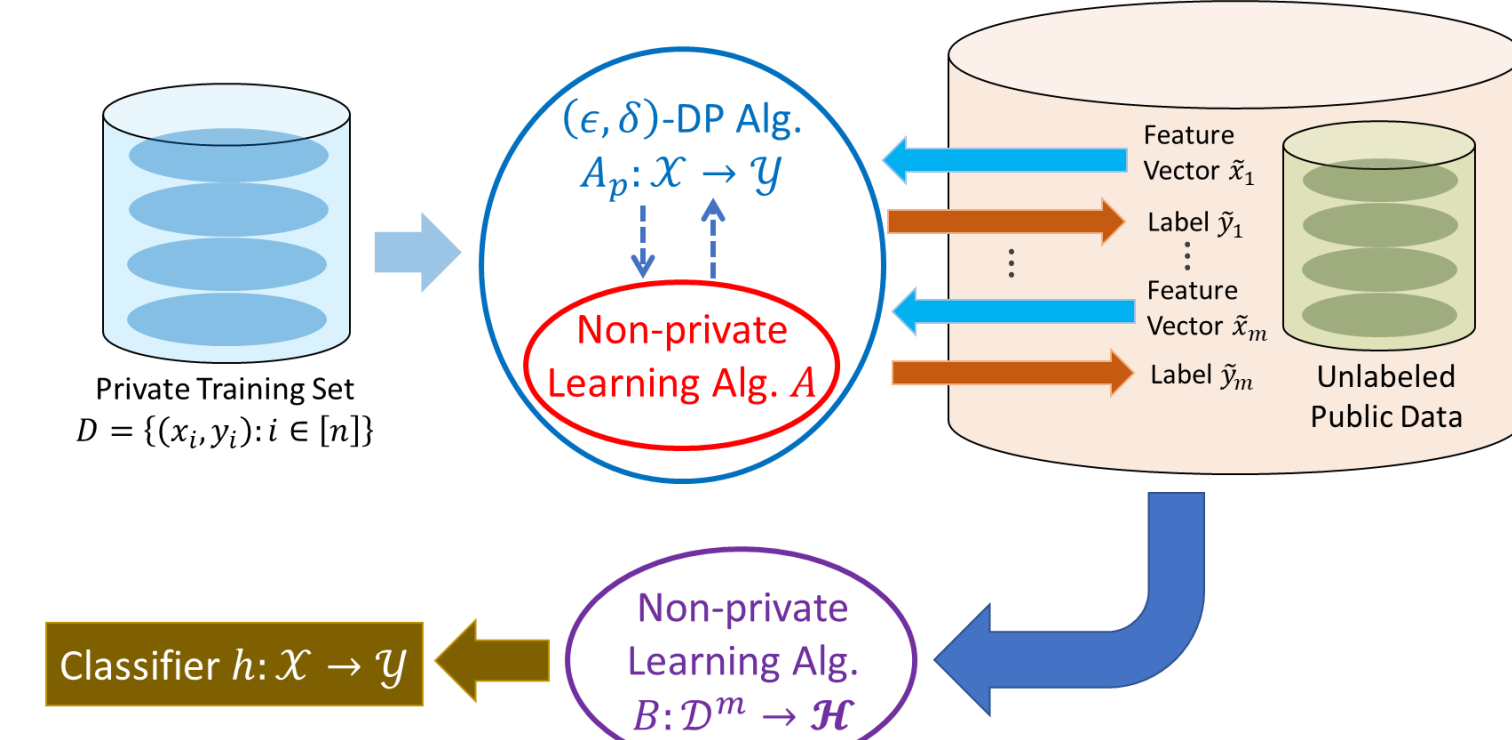 Private Training Set
D = {(x_i, y_i): i ∈ [n]}
(ϵ, δ)-DP Alg.
A_p: 𝒳 → 𝒴
Non-private
Learning Alg. A
Feature
Vector x̃_1
Label ỹ_1
⋮
⋮
Feature
Vector x̃_m
Label ỹ_m
Unlabeled
Public Data
Non-private
Learning Alg.
B: 𝒟^m → 𝓗
Classifier h: 𝒳 → 𝒴